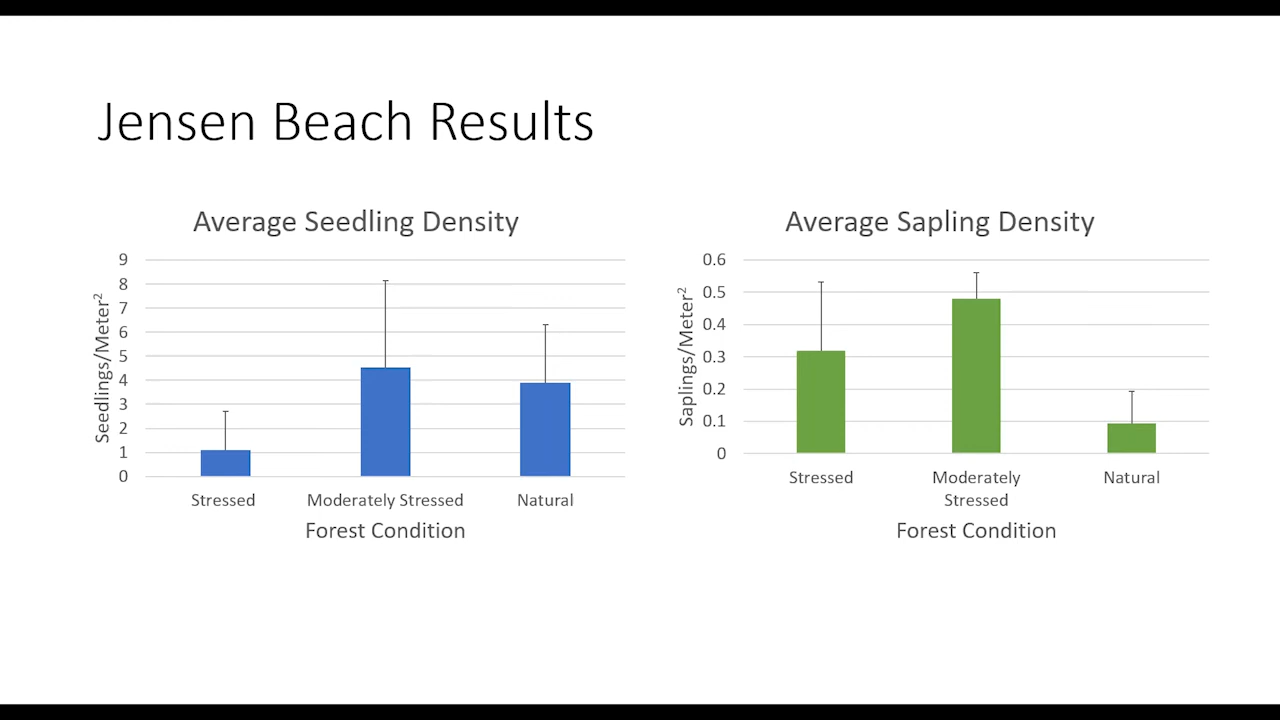 Jensen Beach Results
Average Seedling Density
9
8
7
6
5
4
3
2
1
0
Seedlings/Meter²
Stressed
Moderately Stressed
Natural
Forest Condition
Average Sapling Density
0.6
0.5
0.4
0.3
0.2
0.1
0
Saplings/Meter²
Stressed
Moderately
Stressed
Natural
Forest Condition